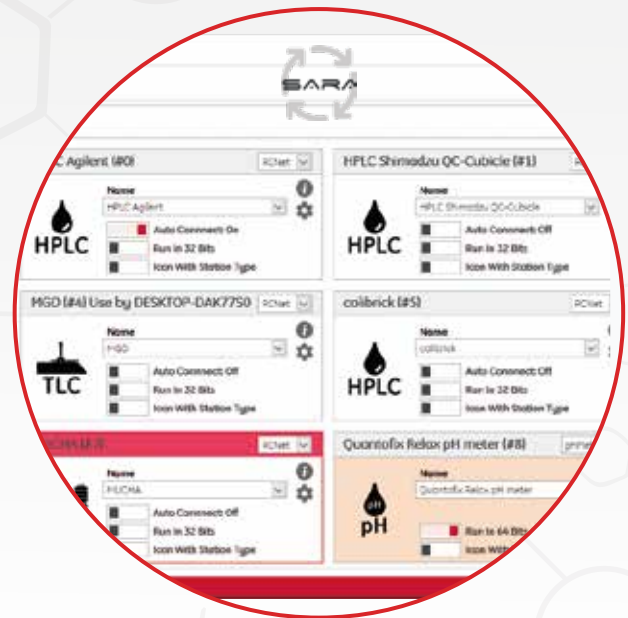 SARA
Agilent (#0)
RCNet
Name
HPLC Agilent
HPLC
Auto Connect: On
Run in 32 Bits
Icon With Station Type
HPLC Shimadzu QC-Cubicle (#1)
Name
HPLC Shimadzu QC-Cubicle
HPLC
Auto Connect: Off
Run in 32 Bits
Icon With Station Type
MGD (#4) Use by DESKTOP-DAK77S0
RCNet
Name
MGD
TLC
Auto Connect: Off
Run in 32 Bits
Icon With Station Type
colibrick (#5)
RCNet
Name
colibrick
HPLC
Auto Connect: Off
Run in 32 Bits
Icon With Station Type
RCNet
Name
MUCHA
Auto Connect: Off
Run in 32 Bits
Icon With Station Type
Quantofix Relax pH meter (#8)
Name
Quantofix Relax pH meter
pH
pH
Run in 64 Bits
Icon With